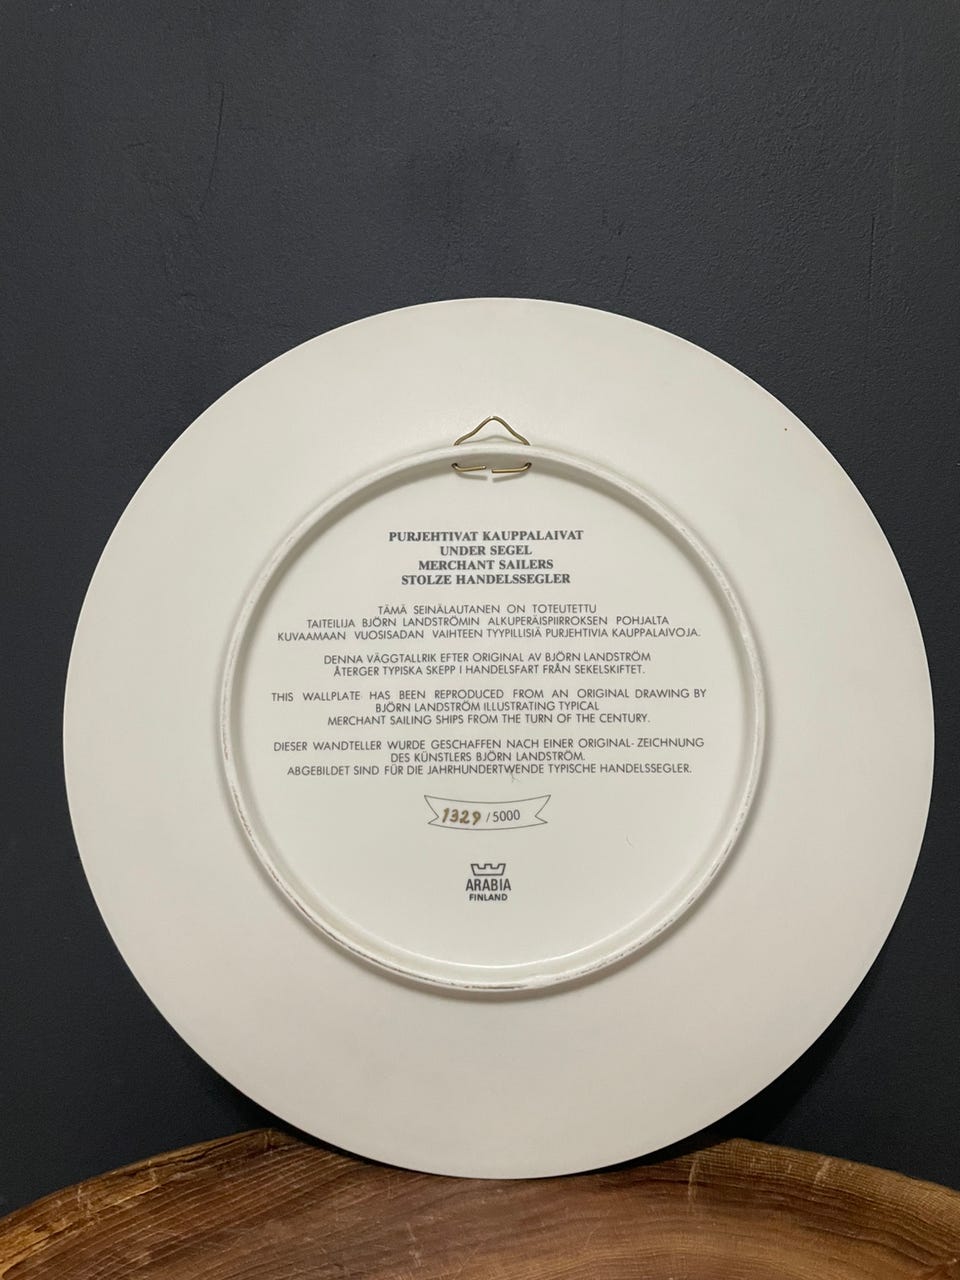 PURJEHTIVAT KAUPPALAIVAT
UNDER SEGEL
MERCHANT SAILERS
STOLZE HANDELSSEGLER
TÄMÄ SEINÄLAUTANEN ON TOTEUTETTU
TAITEILIJA BJÖRN LANDSTRÖMIN ALKUPERÄISPIIRROKSEN POHJALTA
KUVAAMAAN VUOSISADAN VAIHTEEN TYYPILLISIÄ PURJEHTIVIA KAUPPALAIVOJA.
DENNA VÄGGTALLRIK EFTER ORIGINAL AV BJÖRN LANDSTRÖM
ÅTERGER TYPISKA SKEPP I HANDELSFART FRÅN SEKELSKIFTET.
THIS WALLPLATE HAS BEEN REPRODUCED FROM AN ORIGINAL DRAWING BY
BJÖRN LANDSTRÖM ILLUSTRATING TYPICAL
MERCHANT SAILING SHIPS FROM THE TURN OF THE CENTURY.
DIESER WANDTELLER WURDE GESCHAFFEN NACH EINER ORIGINAL-ZEICHNUNG
DES KÜNSTLERS BJÖRN LANDSTRÖM.
ABGEBILDET SIND FÜR DIE JAHRHUNDERTWENDE TYPISCHE HANDELSSEGLER.
1329 / 5000
ARABIA
FINLAND